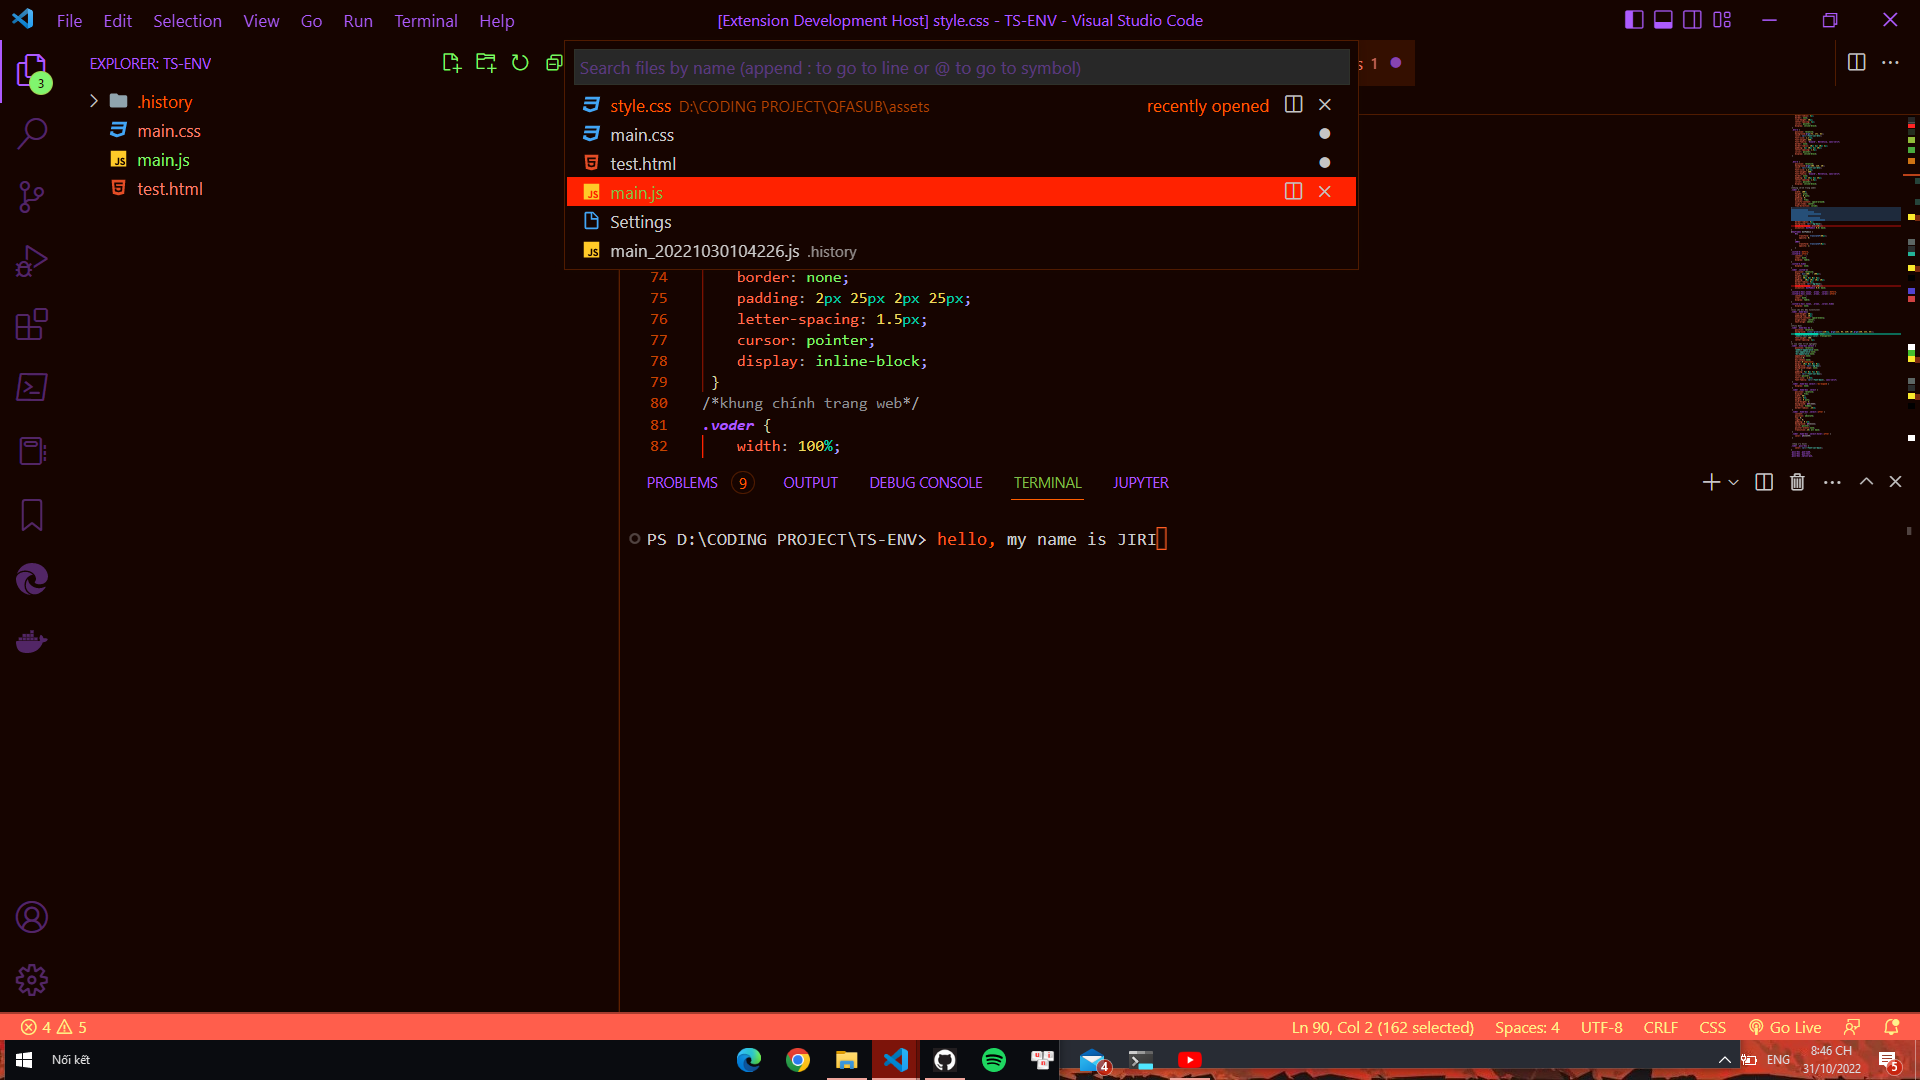 File Edit Selection View Go Run Terminal Help
[Extension Development Host] style.css - TS-ENV - Visual Studio Code
EXPLORER: TS-ENV
3
.history
main.css
main.js
test.html
Search files by name (append : to go to line or @ to go to symbol)
s 1
style.css D:\CODING PROJECT\QFASUB\assets recently opened
main.css
test.html
main.js
Settings
main_20221030104226.js .history
74 border: none;
75 padding: 2px 25px 2px 25px;
76 letter-spacing: 1.5px;
77 cursor: pointer;
78 display: inline-block;
79 }
80 /*khung chính trang web*/
81 .voder {
82 width: 100%;
PROBLEMS 9 OUTPUT DEBUG CONSOLE TERMINAL JUPYTER
PS D:\CODING PROJECT\TS-ENV> hello, my name is JIRI
4 5
Ln 90, Col 2 (162 selected) Spaces: 4 UTF-8 CRLF CSS Go Live
Nối kết
4
ENG
8:46 CH
31/10/2022
5